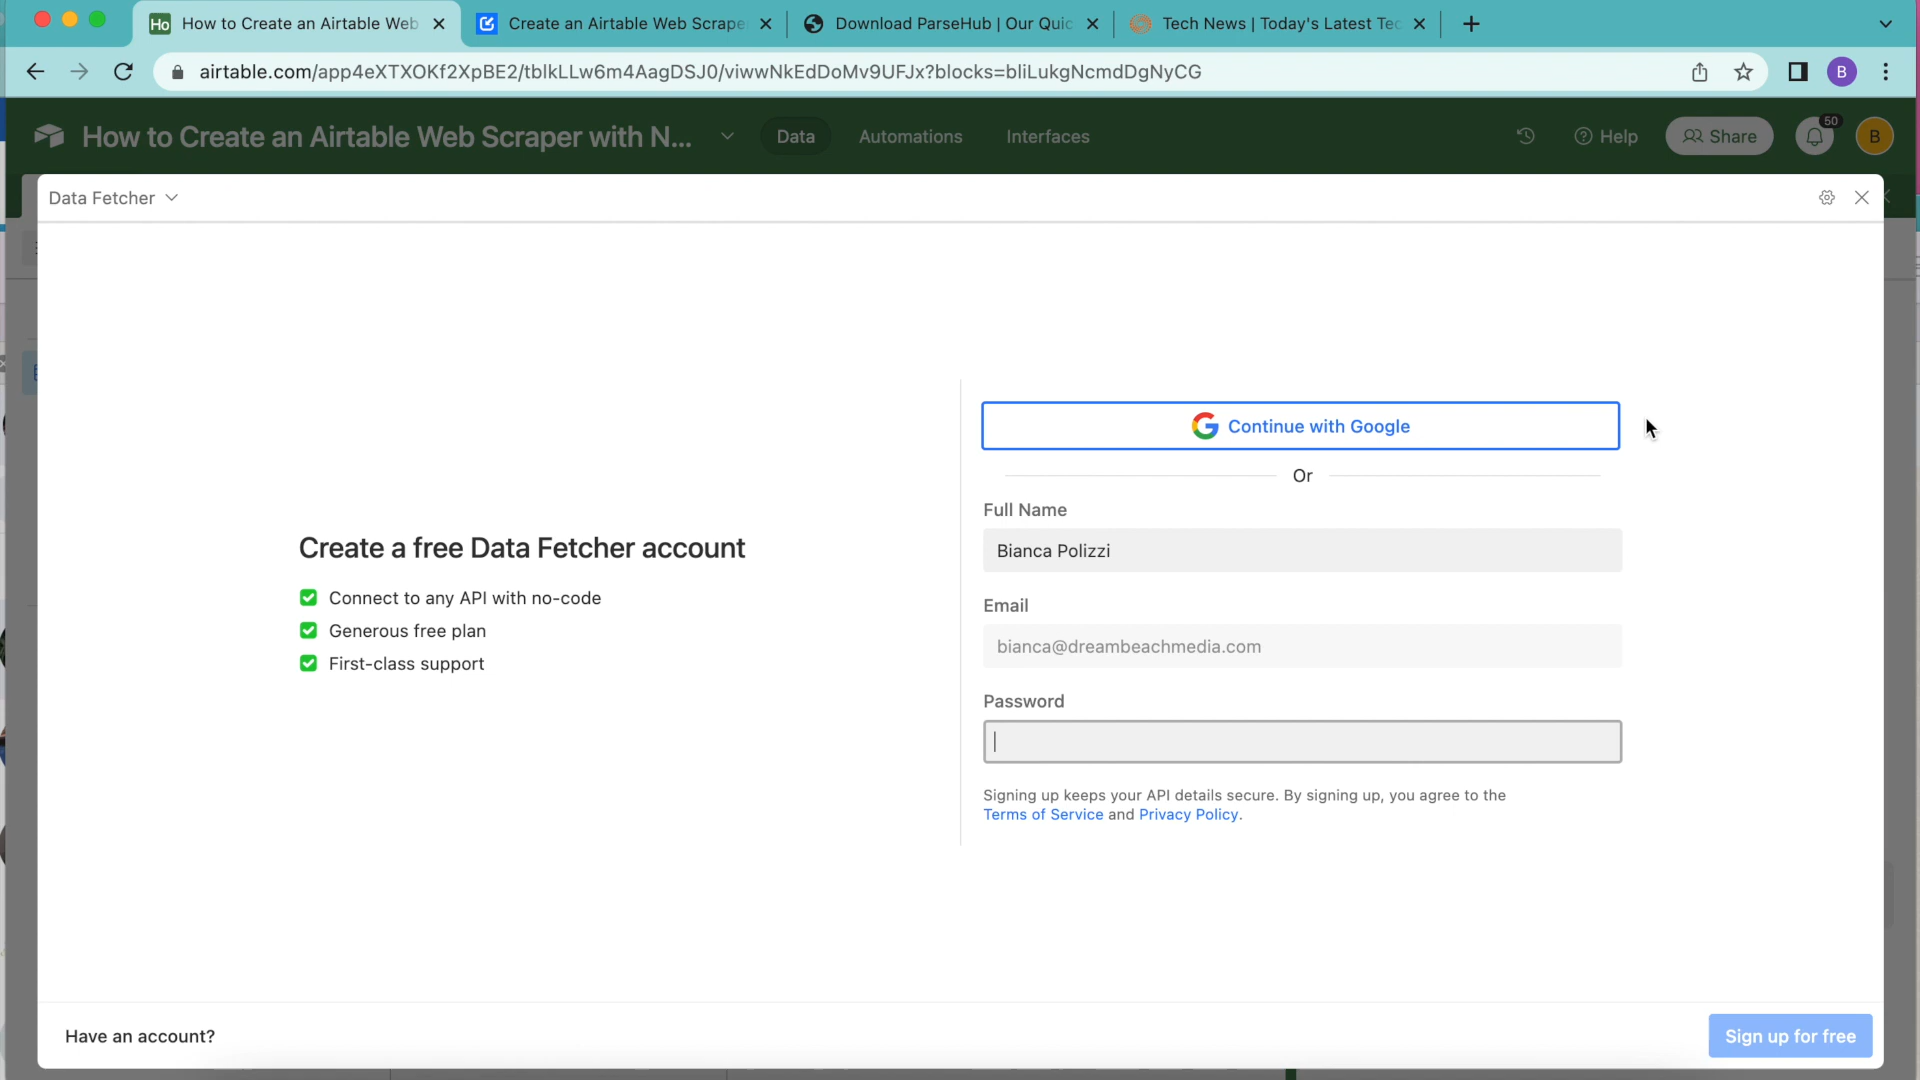 Ho How to Create an Airtable Web
Create an Airtable Web Scrape
Download ParseHub | Our Quic
Tech News | Today's Latest Tec
airtable.com/app4eXTXOKf2XpBE2/tblkLLw6m4AagDSJ0/viwwNkEdDoMv9UFJx?blocks=bliLukgNcmdDgNyCG
B
How to Create an Airtable Web Scraper with N...
Data
Automations
Interfaces
Help
Share
50
B
Data Fetcher
Continue with Google
Or
Full Name
Bianca Polizzi
Email
bianca@dreambeachmedia.com
Password
Create a free Data Fetcher account
Connect to any API with no-code
Generous free plan
First-class support
Signing up keeps your API details secure. By signing up, you agree to the
Terms of Service and Privacy Policy.
Have an account?
Sign up for free